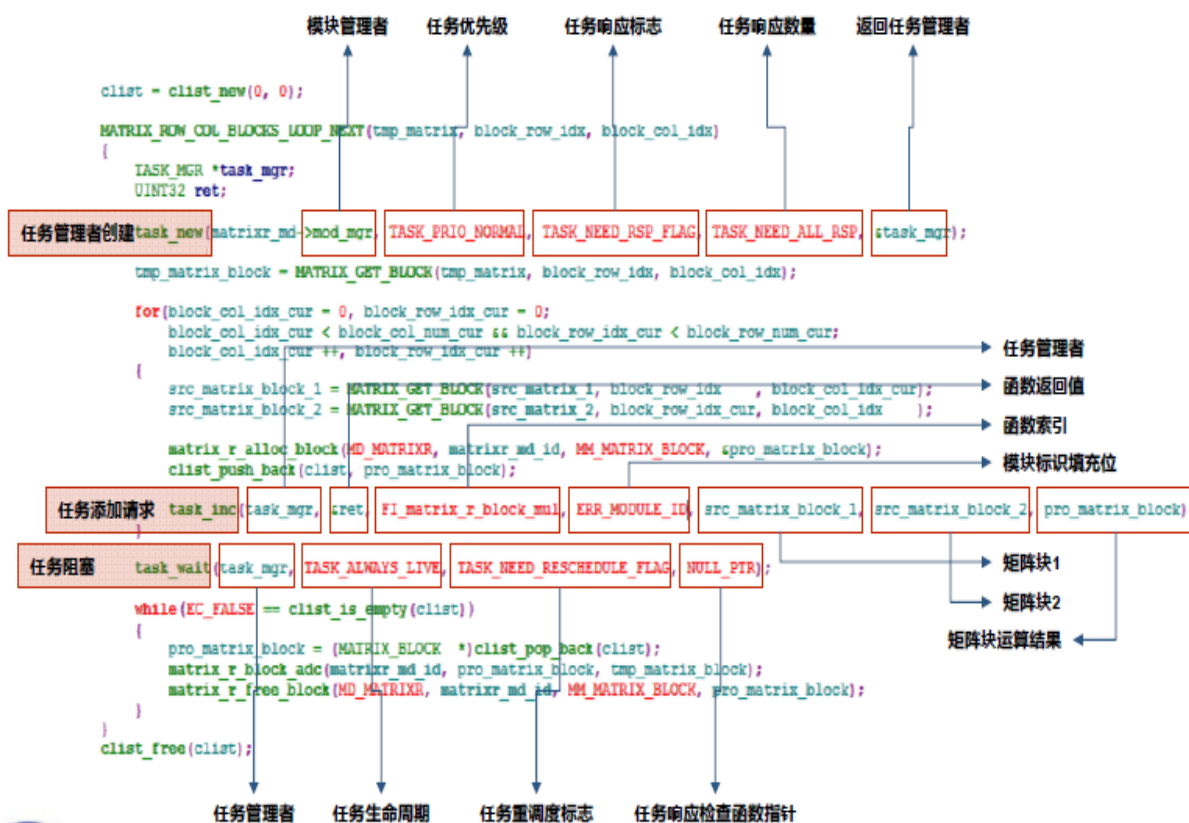 模块管理者 任务优先级 任务响应标志 任务响应数量 返回任务管理者
clist = clist_new(0, 0);
MATRIX_ROW_COL_BLOCKS_LOOP_NEXT(tmp_matrix, block_row_idx, block_col_idx)
{
TASK_MGR *task_mgr;
UINT32 ret;
任务管理者创建 task_new(matrixr_md->mod_mgr, TASK_PRIO_NORMAL, TASK_NEED_RSP_FLAG, TASK_NEED_ALL_RSP, &task_mgr);
tmp_matrix_block = MATRIX_GET_BLOCK(tmp_matrix, block_row_idx, block_col_idx);
for(block_col_idx_cur = 0, block_row_idx_cur = 0;
block_col_idx_cur < block_col_num_cur && block_row_idx_cur < block_row_num_cur;
block_col_idx_cur ++, block_row_idx_cur ++)
任务管理者
{
src_matrix_block_1 = MATRIX_GET_BLOCK(src_matrix_1, block_row_idx , block_col_idx_cur);
函数返回值
src_matrix_block_2 = MATRIX_GET_BLOCK(src_matrix_2, block_row_idx_cur, block_col_idx );
函数索引
matrix_r_alloc_block(MD_MATRIXR, matrixr_md_id, MM_MATRIX_BLOCK, &pro_matrix_block);
clist_push_back(clist, pro_matrix_block);
模块标识填充位
任务添加请求 task_inc(task_mgr, &ret, FI_matrix_r_block_mul, ERR_MODULE_ID, src_matrix_block_1, src_matrix_block_2, pro_matrix_block)
}
任务阻塞 task_wait(task_mgr, TASK_ALWAYS_LIVE, TASK_NEED_RESCHEDULE_FLAG, NULL_PTR);
矩阵块1
矩阵块2
while(EC_FALSE == clist_is_empty(clist))
{
矩阵块运算结果
pro_matrix_block = (MATRIX_BLOCK *)clist_pop_back(clist);
matrix_r_block_adc(matrixr_md_id, pro_matrix_block, tmp_matrix_block);
matrix_r_free_block(MD_MATRIXR, matrixr_md_id, MM_MATRIX_BLOCK, pro_matrix_block);
}
}
clist_free(clist);
任务管理者 任务生命周期 任务重调度标志 任务响应检查函数指针